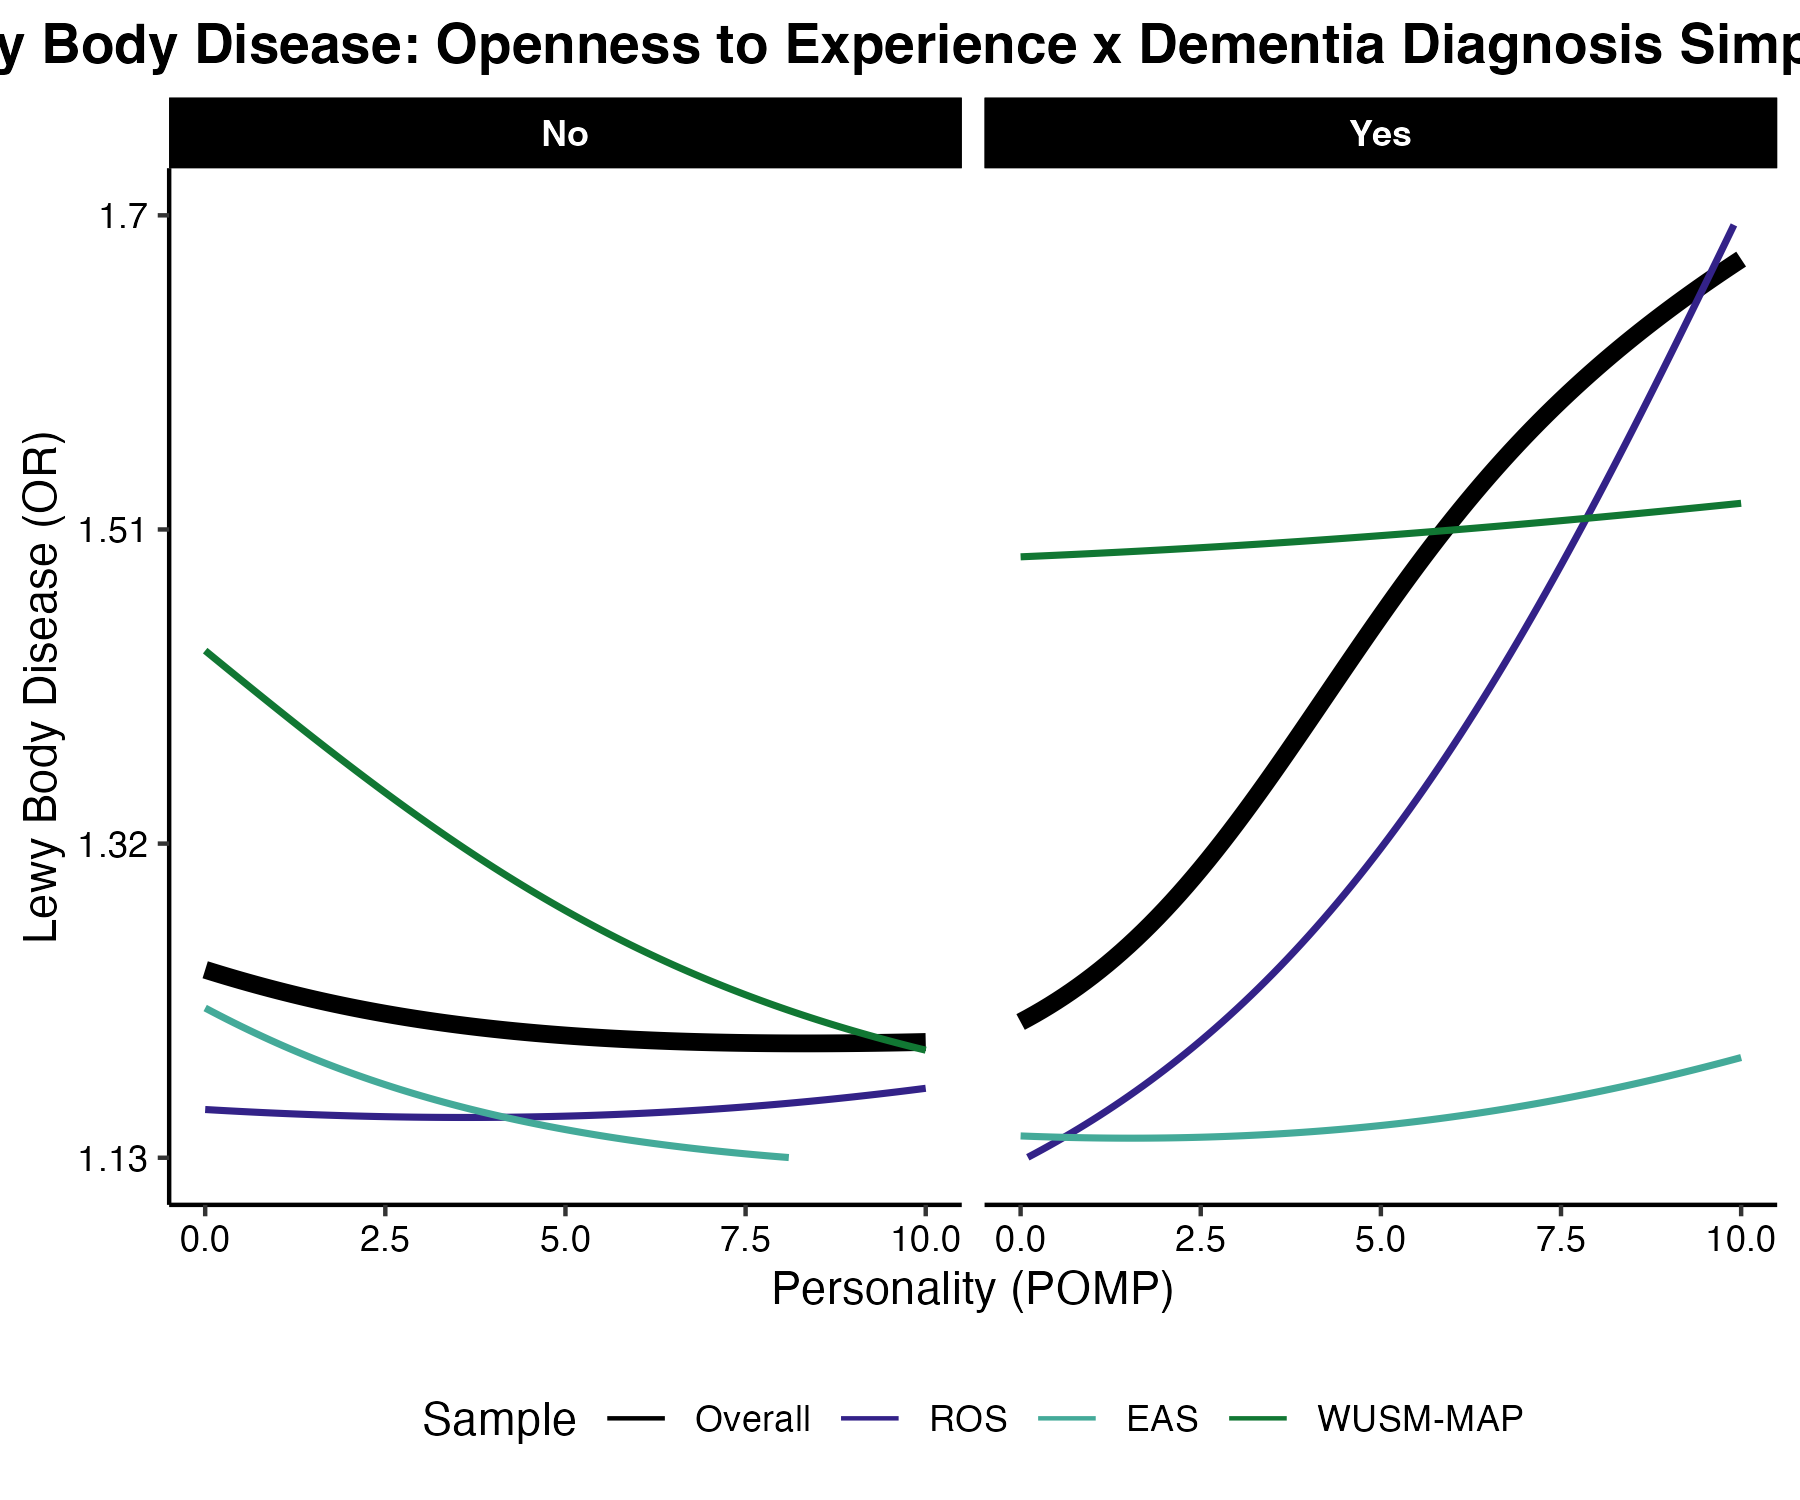 y Body Disease: Openness to Experience x Dementia Diagnosis Simp
No
Yes
Lewy Body Disease (OR)
1.7
1.51
1.32
1.13
0.0 2.5 5.0 7.5 10.0
0.0 2.5 5.0 7.5 10.0
Personality (POMP)
Sample Overall ROS EAS WUSM-MAP